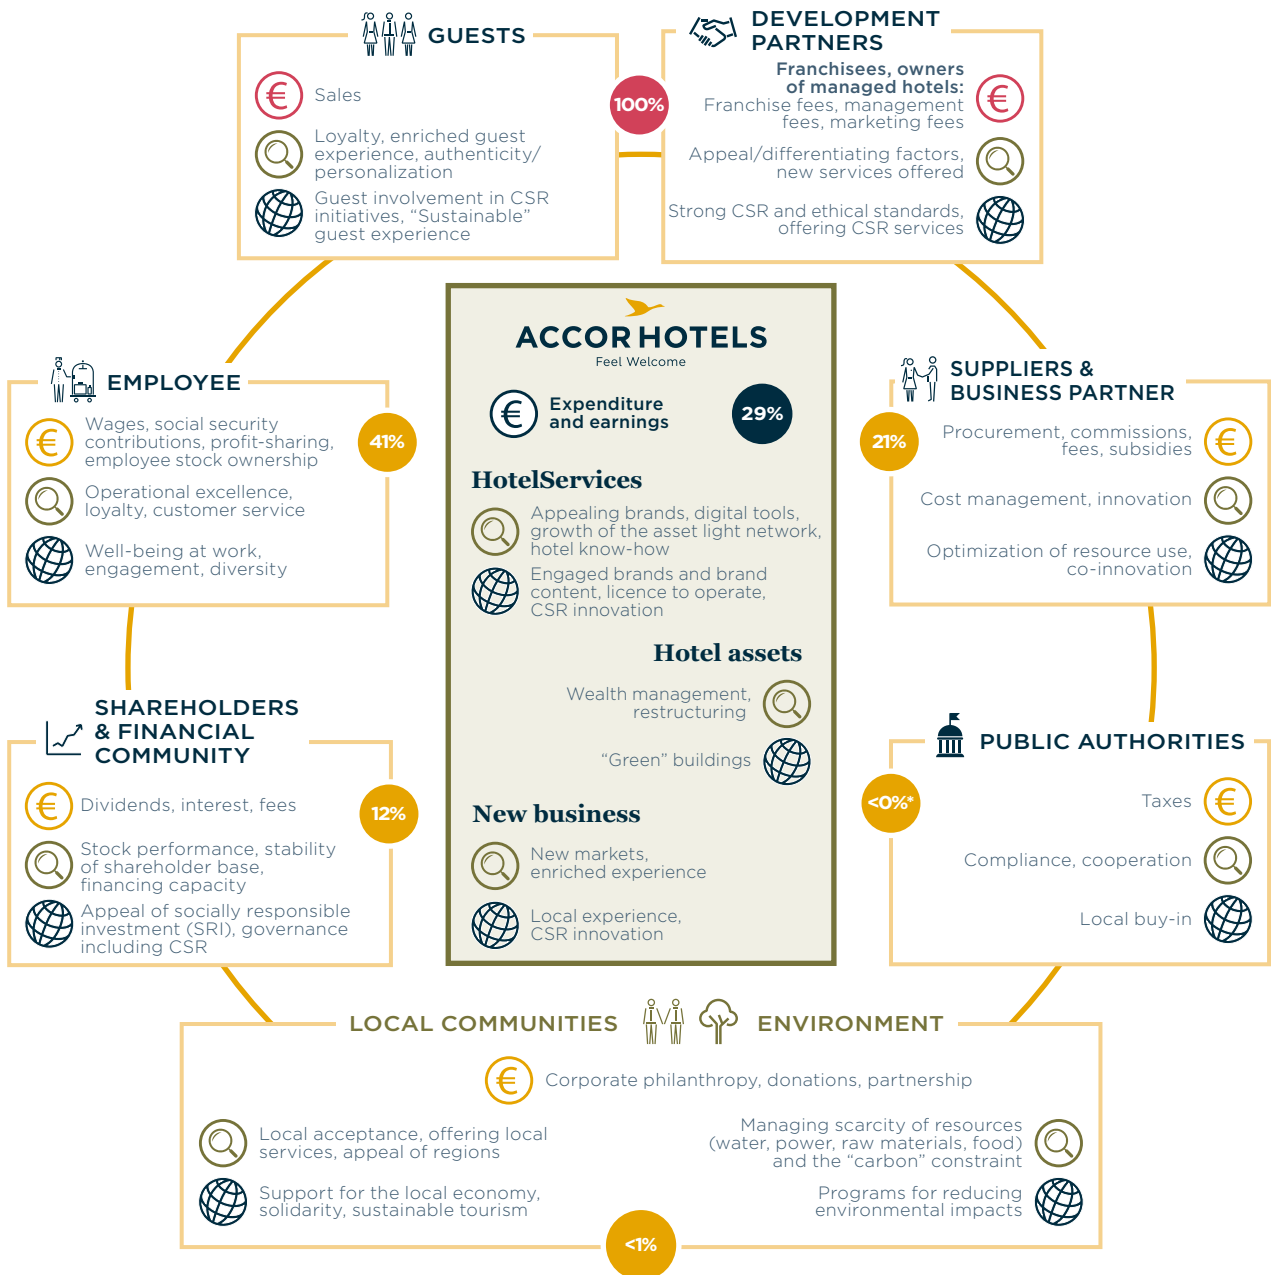 GUESTS
€ Sales
Loyalty, enriched guest
experience, authenticity/
personalization
Guest involvement in CSR
initiatives, “Sustainable”
guest experience
100%
DEVELOPMENT
PARTNERS
Franchisees, owners
of managed hotels:
Franchise fees, management
fees, marketing fees
€
Appeal/differentiating factors,
new services offered
Strong CSR and ethical standards,
offering CSR services
ACCOR HOTELS
Feel Welcome
€
Expenditure
and earnings
29%
HotelServices
Appealing brands, digital tools,
growth of the asset light network,
hotel know-how
Engaged brands and brand
content, licence to operate,
CSR innovation
Hotel assets
Wealth management,
restructuring
“Green” buildings
New business
New markets,
enriched experience
Local experience,
CSR innovation
EMPLOYEE
€
Wages, social security
contributions, profit-sharing,
employee stock ownership
41%
Operational excellence,
loyalty, customer service
Well-being at work,
engagement, diversity
SUPPLIERS &
BUSINESS PARTNER
21%
Procurement, commissions,
fees, subsidies
€
Cost management, innovation
Optimization of resource use,
co-innovation
SHAREHOLDERS
& FINANCIAL
COMMUNITY
€ Dividends, interest, fees
12%
Stock performance, stability
of shareholder base,
financing capacity
Appeal of socially responsible
investment (SRI), governance
including CSR
PUBLIC AUTHORITIES
<0%*
Taxes €
Compliance, cooperation
Local buy-in
LOCAL COMMUNITIES
ENVIRONMENT
€ Corporate philanthropy, donations, partnership
Local acceptance, offering local
services, appeal of regions
Support for the local economy,
solidarity, sustainable tourism
Managing scarcity of resources
(water, power, raw materials, food)
and the “carbon” constraint
Programs for reducing
environmental impacts
<1%